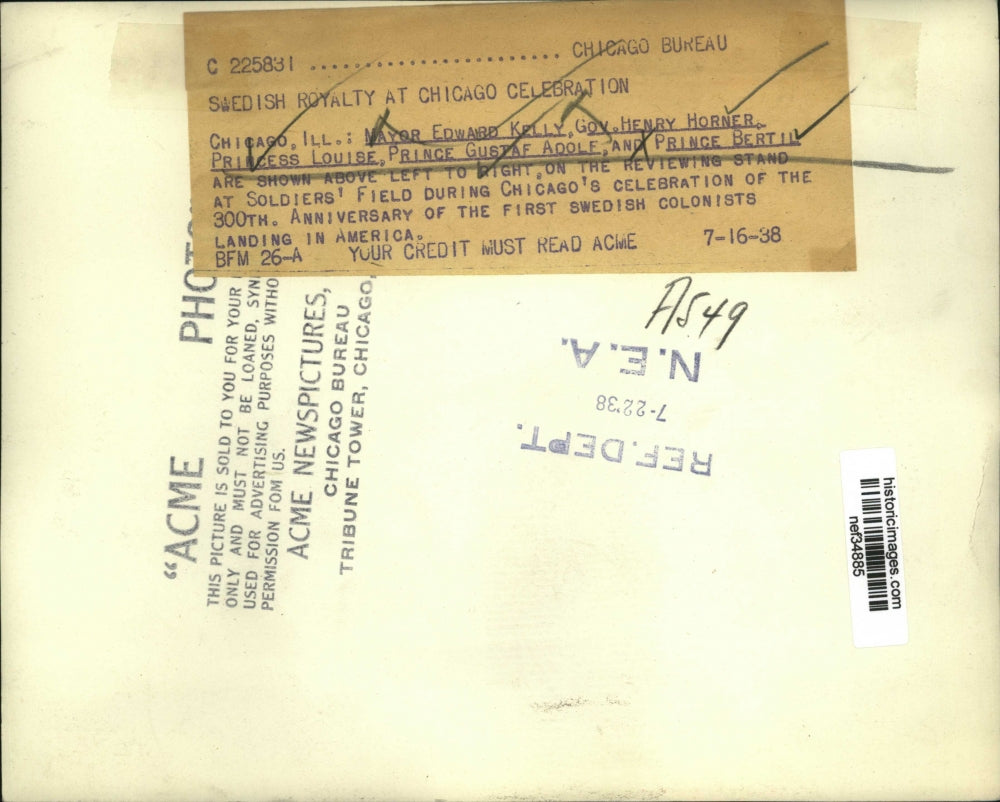 C 225831 ........................ CHICAGO BUREAU
SWEDISH ROYALTY AT CHICAGO CELEBRATION
CHICAGO, ILL.: MAYOR EDWARD KELLY, GOV. HENRY HORNER,
PRINCESS LOUISE, PRINCE GUSTAF ADOLF, AND PRINCE BERTIL
ARE SHOWN ABOVE LEFT TO RIGHT, ON THE REVIEWING STAND
AT SOLDIERS' FIELD DURING CHICAGO'S CELEBRATION OF THE
300TH. ANNIVERSARY OF THE FIRST SWEDISH COLONISTS
LANDING IN AMERICA.
BFM 26-A YOUR CREDIT MUST READ ACME 7-16-38
"ACME PHOTO
THIS PICTURE IS SOLD TO YOU FOR YOUR
ONLY AND MUST NOT BE LOANED, SYN
USED FOR ADVERTISING PURPOSES WITHO
PERMISSION FOM US.
ACME NEWSPICTURES,
CHICAGO BUREAU
TRIBUNE TOWER, CHICAGO,
REF. DEPT.
7-22'38
N.E.A.
historicimages.com
nef34885